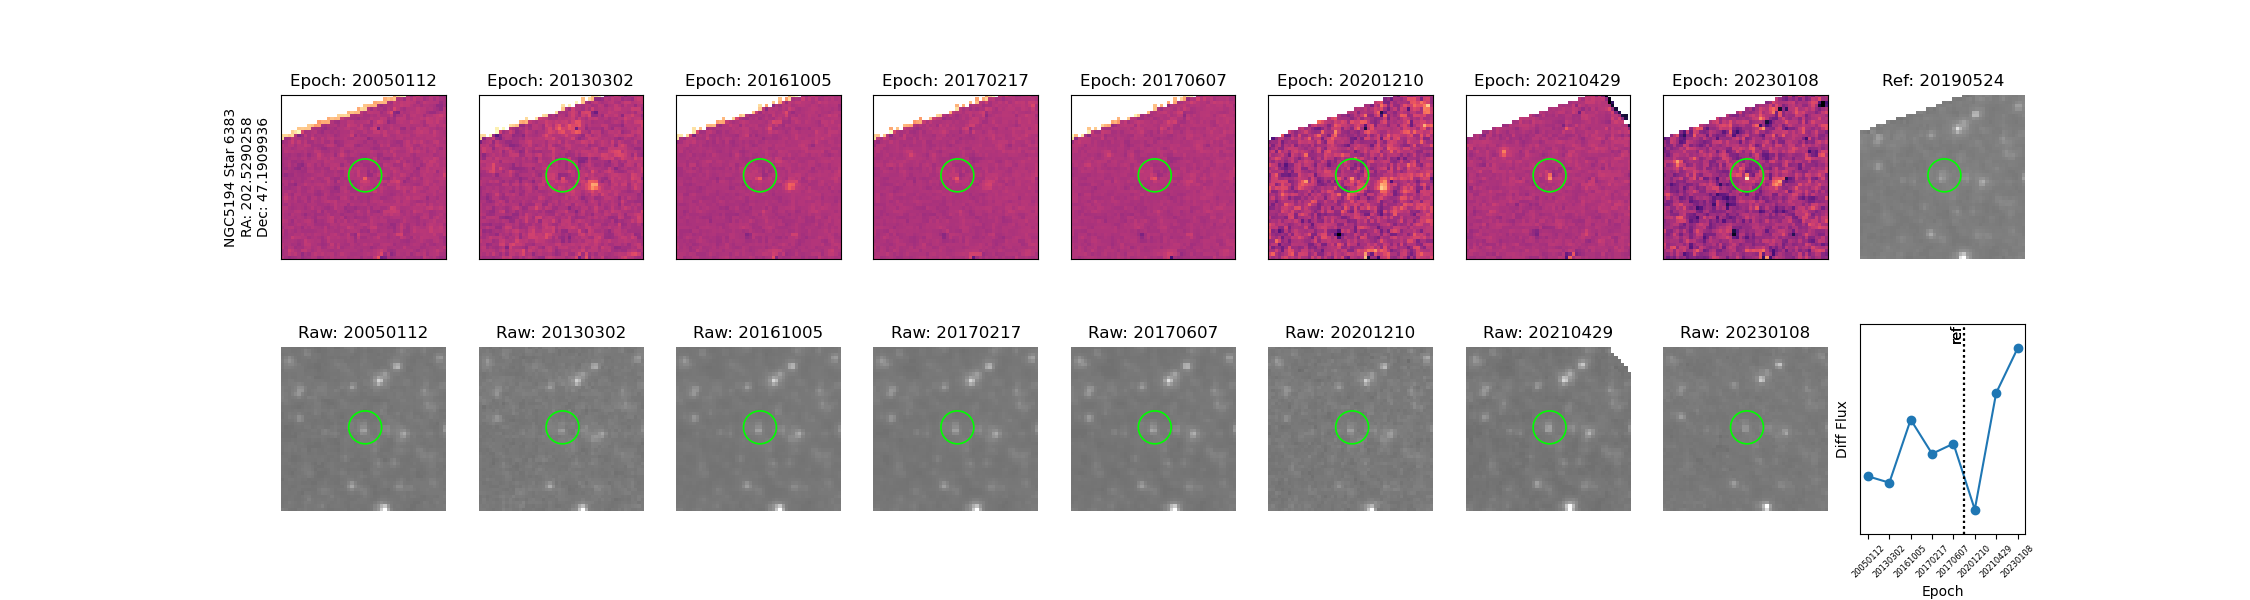 NGC5194 Star 6383
RA: 202.5290258
Dec: 47.1909936
Epoch: 20050112
Epoch: 20130302
Epoch: 20161005
Epoch: 20170217
Epoch: 20170607
Epoch: 20201210
Epoch: 20210429
Epoch: 20230108
Ref: 20190524
Raw: 20050112
Raw: 20130302
Raw: 20161005
Raw: 20170217
Raw: 20170607
Raw: 20201210
Raw: 20210429
Raw: 20230108
ref
Diff Flux
20050112
20130302
20161005
20170217
20170607
20201210
20210429
20230108
Epoch